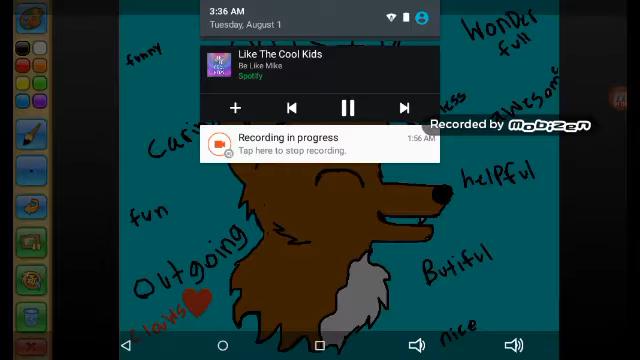 3:36 AM
Tuesday, August 1
Like The Cool Kids
Be Like Mike
Spotify
Recording in progress
1:56 AM
Tap here to stop recording.
Recorded by mobizen
WonDer
full
funny
awesome
helpful
fun
Outgoing
Butiful
nice